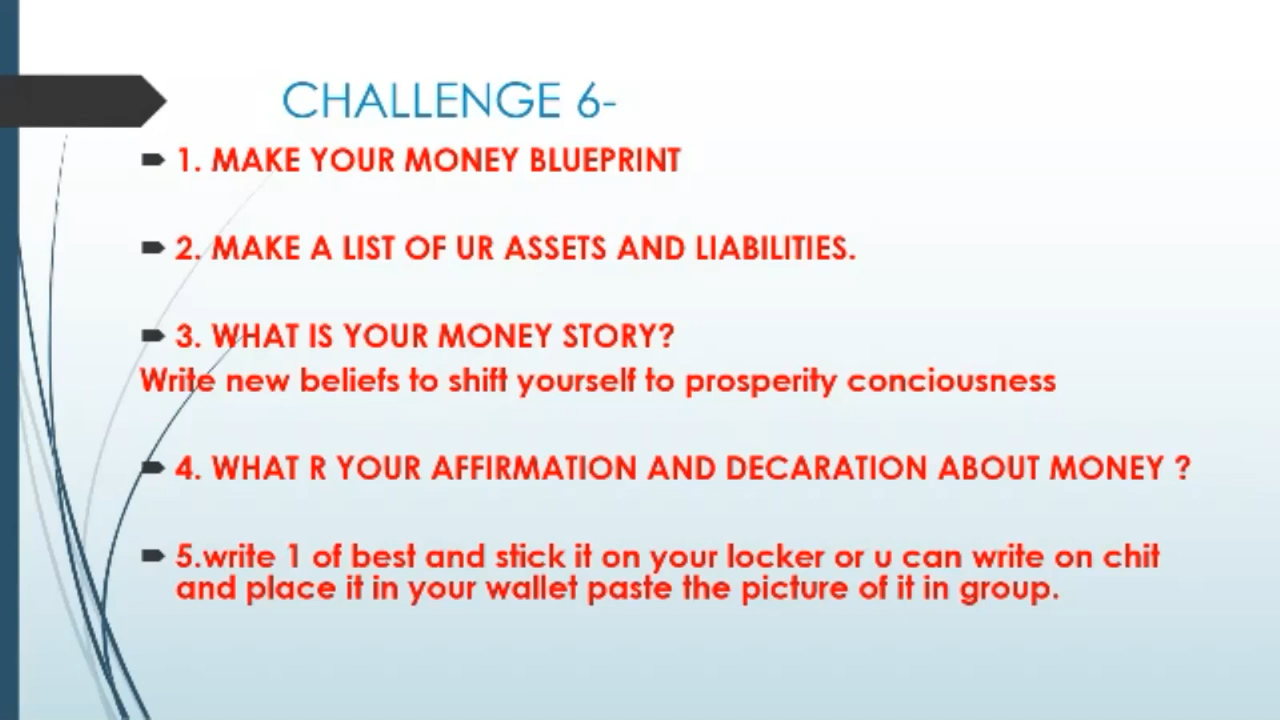 CHALLENGE 6-
1. MAKE YOUR MONEY BLUEPRINT
2. MAKE A LIST OF UR ASSETS AND LIABILITIES.
3. WHAT IS YOUR MONEY STORY?
Write new beliefs to shift yourself to prosperity conciousness
4. WHAT R YOUR AFFIRMATION AND DECARATION ABOUT MONEY ?
5.write 1 of best and stick it on your locker or u can write on chit
and place it in your wallet paste the picture of it in group.